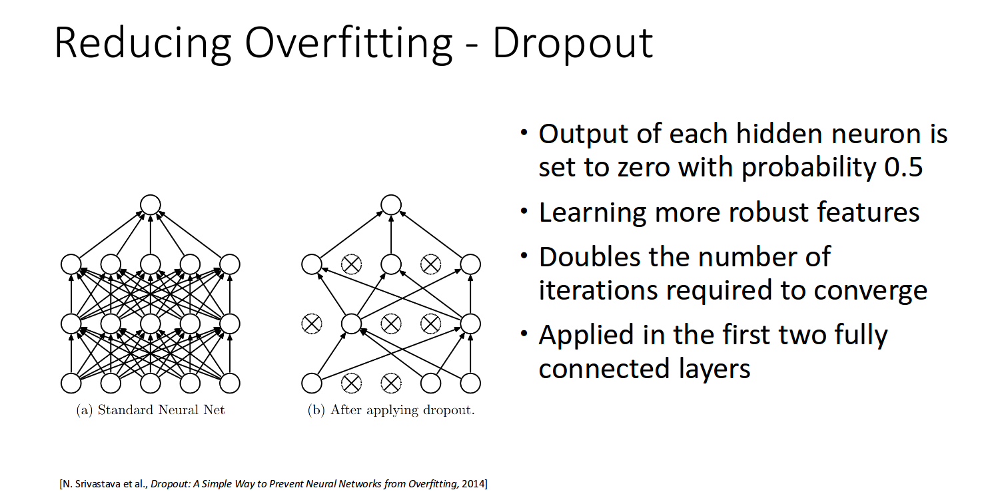 Reducing Overfitting - Dropout
• Output of each hidden neuron is
set to zero with probability 0.5
• Learning more robust features
• Doubles the number of
iterations required to converge
• Applied in the first two fully
connected layers
(a) Standard Neural Net
(b) After applying dropout.
[N. Srivastava et al., Dropout: A Simple Way to Prevent Neural Networks from Overfitting, 2014]